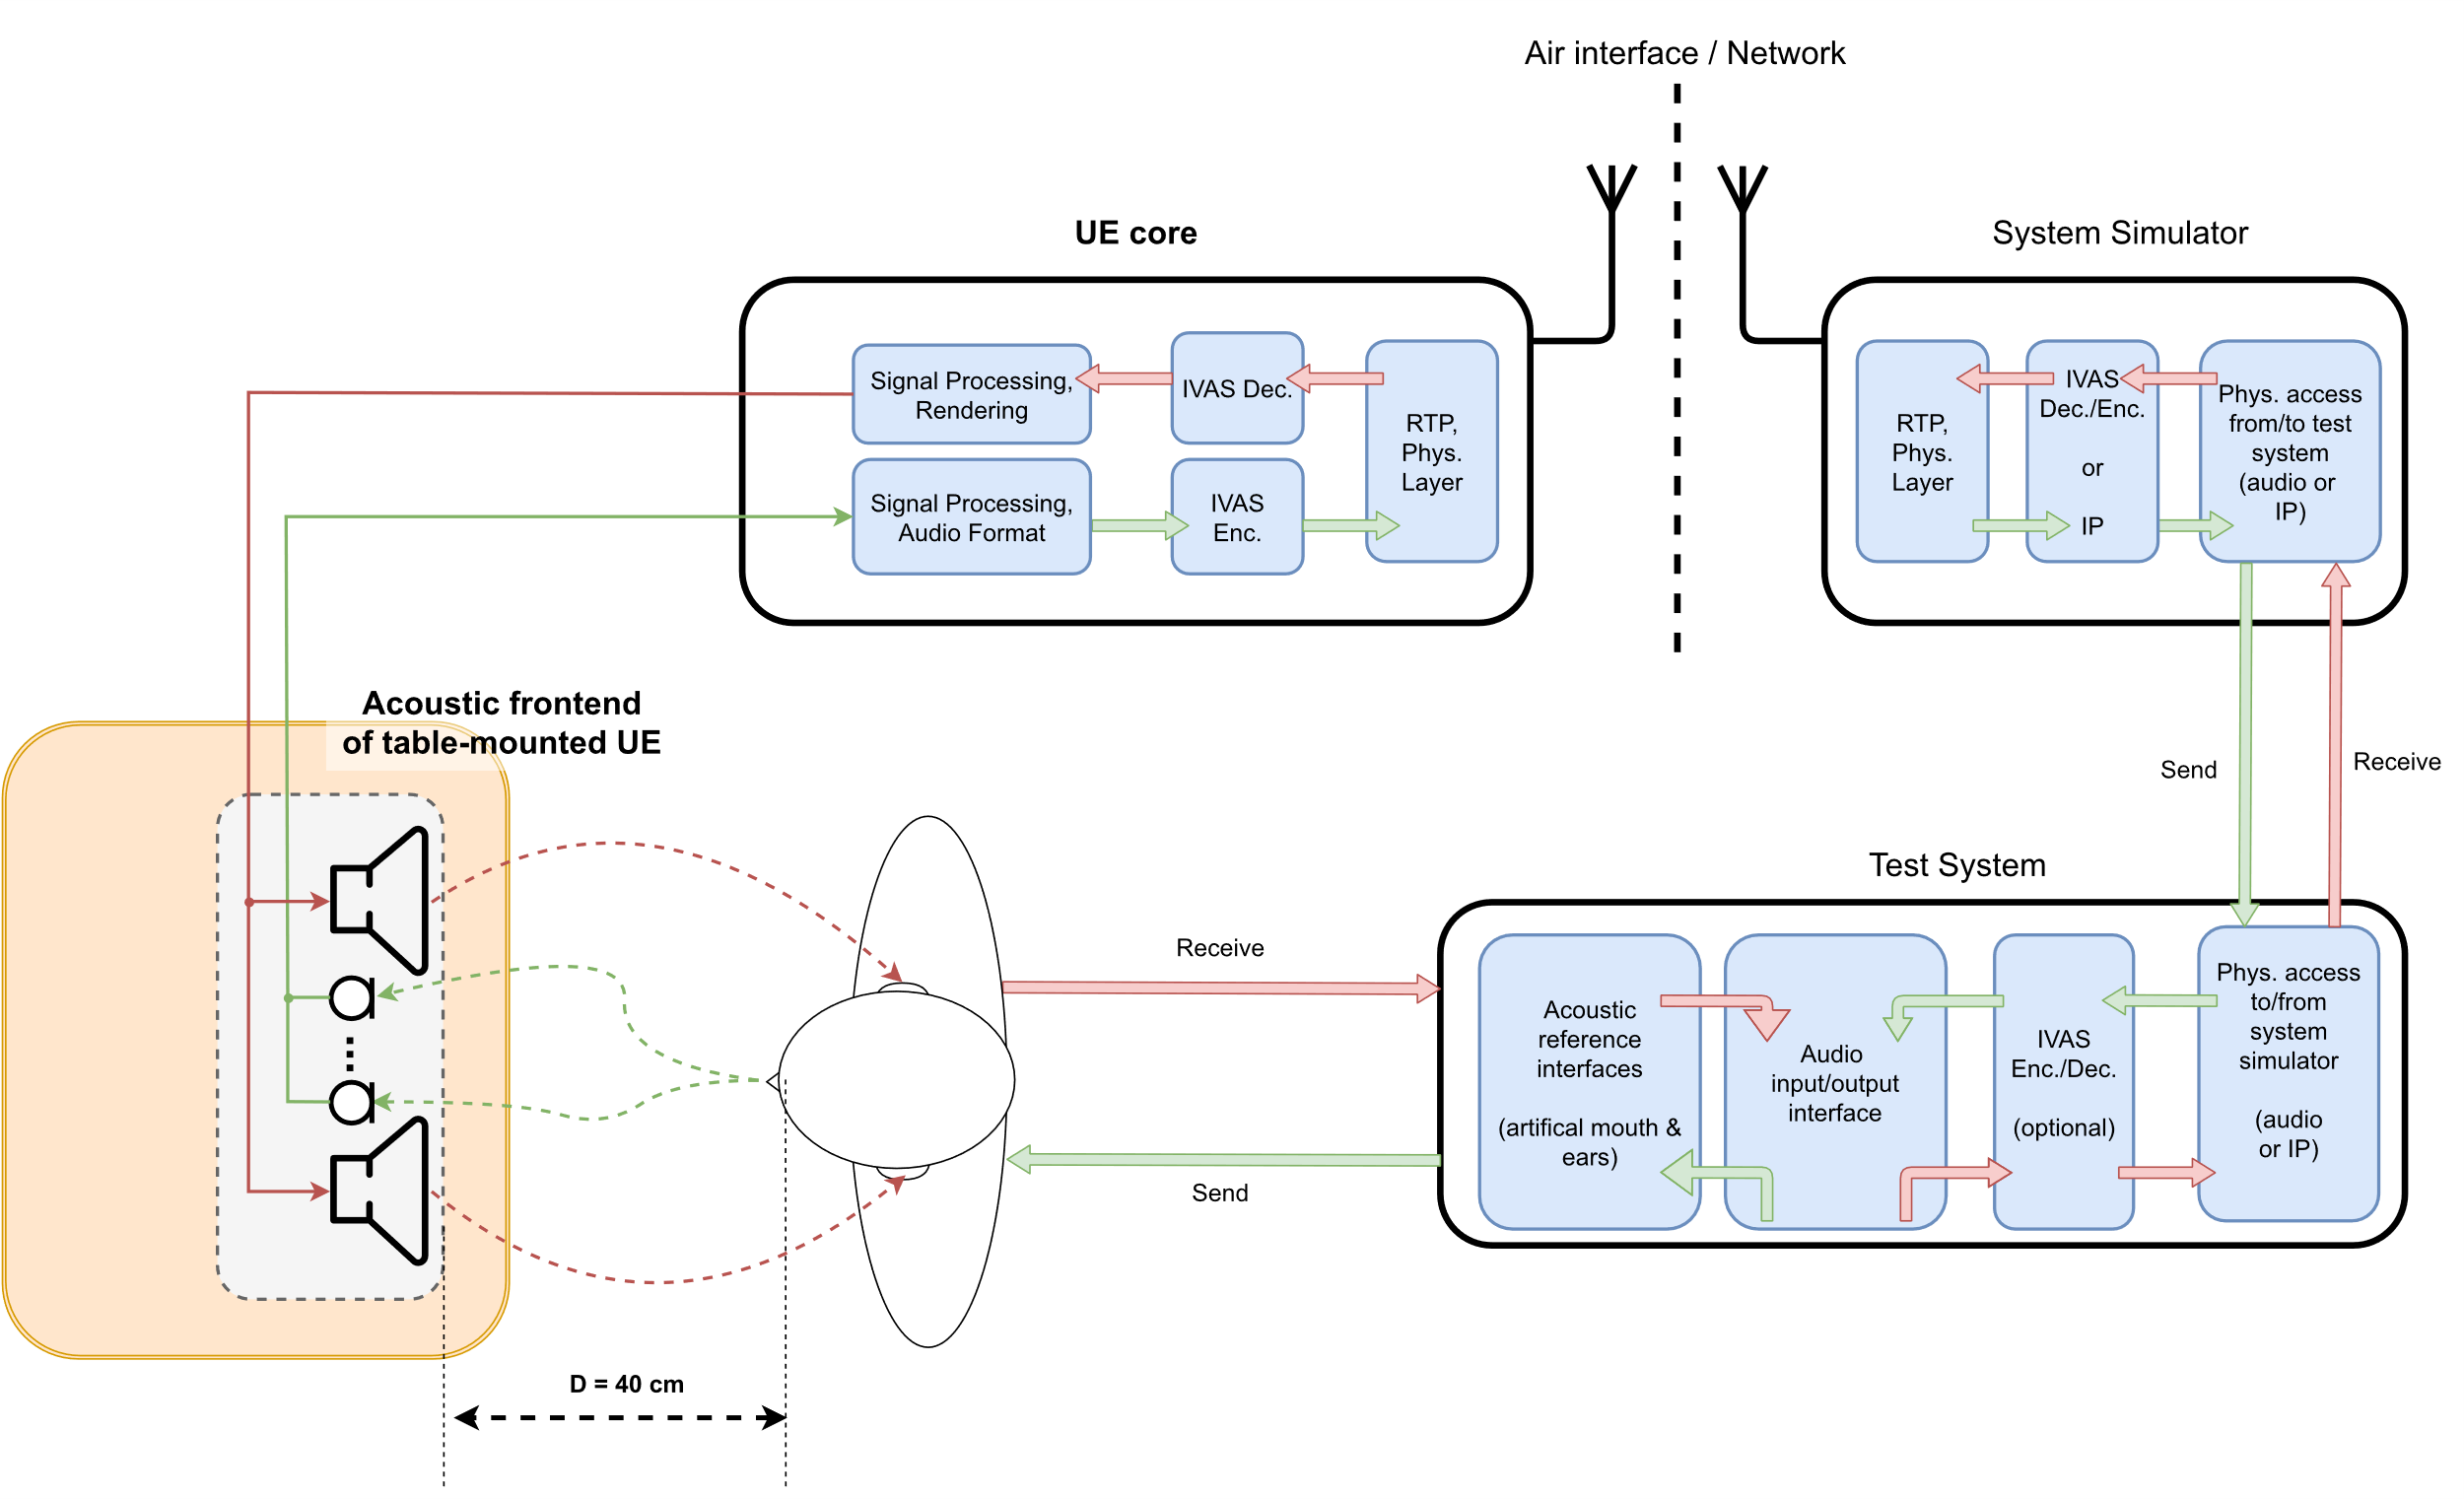 Air interface / Network
UE core
System Simulator
Signal Processing,
Rendering
IVAS Dec.
RTP,
Phys.
Layer
Signal Processing,
Audio Format
IVAS
Enc.
RTP,
Phys.
Layer
IVAS
Dec./Enc.
or
IP
Phys. access
from/to test
system
(audio or
IP)
Acoustic frontend
of table-mounted UE
Send
Receive
Test System
Receive
Send
Acoustic
reference
interfaces
(artifical mouth &
ears)
Audio
input/output
interface
IVAS
Enc./Dec.
(optional)
Phys. access
to/from
system
simulator
(audio
or IP)
D = 40 cm